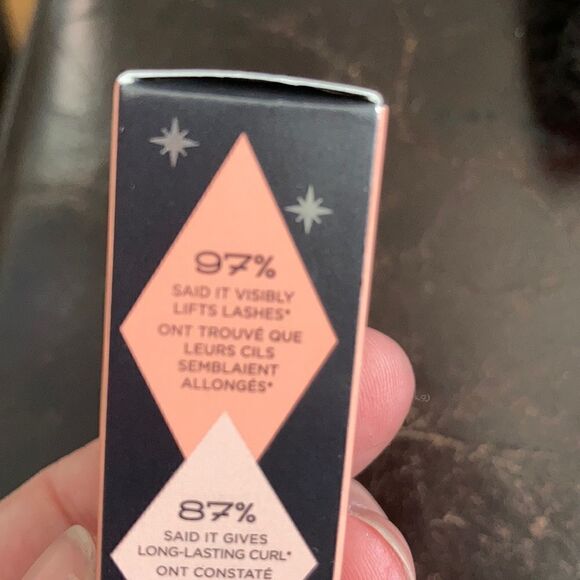 97%
SAID IT VISIBLY
LIFTS LASHES*
ONT TROUVÉ QUE
LEURS CILS
SEMBLAIENT
ALLONGÉS*
87%
SAID IT GIVES
LONG-LASTING CURL*
ONT CONSTATÉ